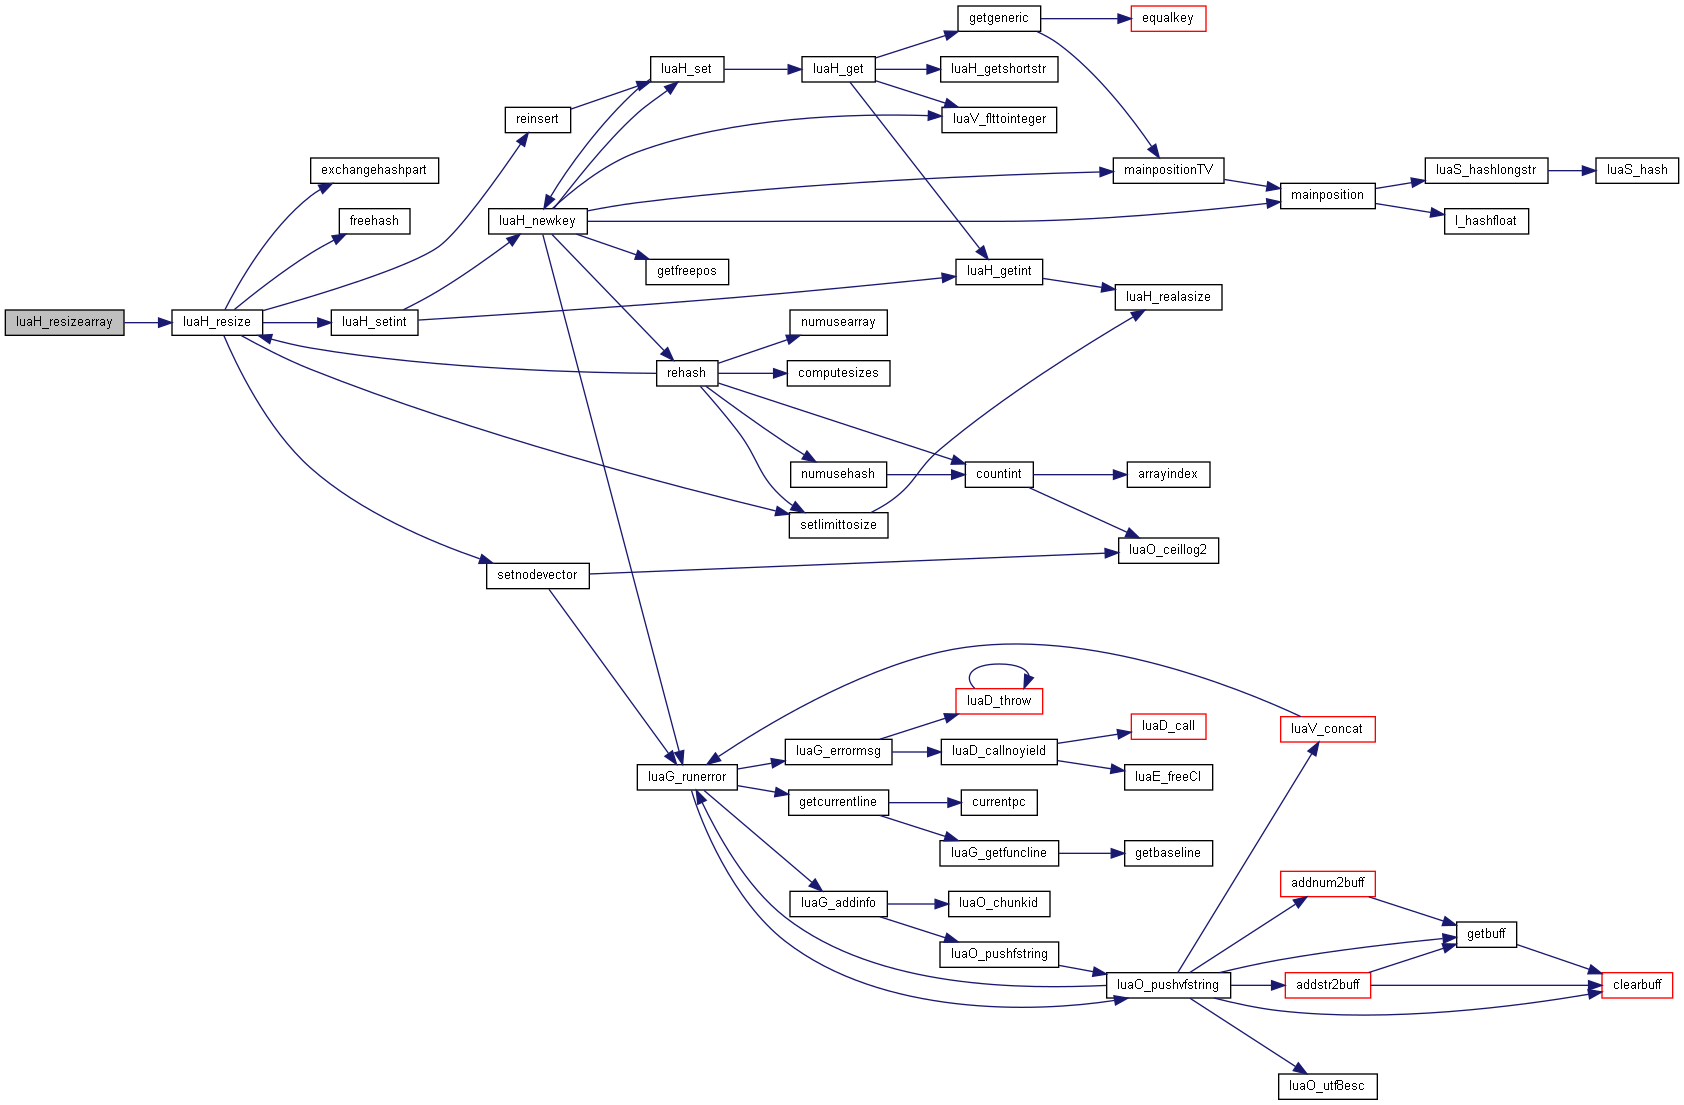 getgeneric
equalkey
luaH_set
luaH_get
luaH_getshortstr
reinsert
luaV_flttointeger
exchangehashpart
mainpositionTV
luaS_hashlongstr
luaS_hash
mainposition
freehash
luaH_newkey
l_hashfloat
getfreepos
luaH_getint
luaH_realasize
luaH_resizearray
luaH_resize
luaH_setint
numusearray
rehash
computesizes
numusehash
countint
arrayindex
setlimittosize
luaO_ceillog2
setnodevector
luaD_throw
luaD_call
luaV_concat
luaG_errormsg
luaD_callnoyield
luaG_runerror
luaE_freeCI
getcurrentline
currentpc
luaG_getfuncline
getbaseline
addnum2buff
luaG_addinfo
luaO_chunkid
getbuff
luaO_pushfstring
luaO_pushvfstring
addstr2buff
clearbuff
luaO_utf8esc